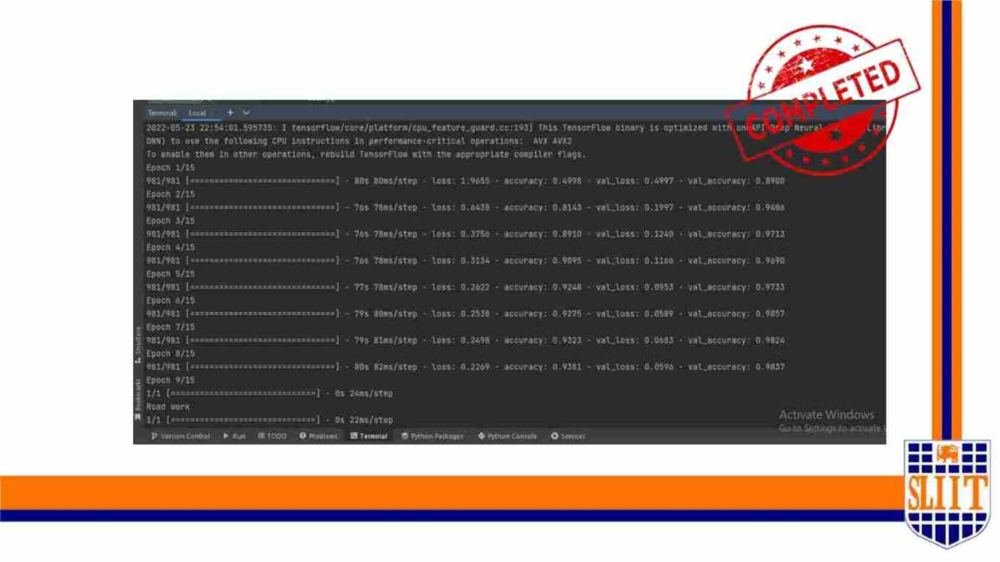 COMPLETED
Terminal: Local + 
2022-05-23 22:54:01.595735: I tensorflow/core/platform/cpu_feature_guard.cc:193] This TensorFlow binary is optimized with oneAPI Deep Neural Libr
DNN) to use the following CPU instructions in performance-critical operations: AVX AVX2
To enable them in other operations, rebuild TensorFlow with the appropriate compiler flags.
Epoch 1/15
981/981 [==============================] - 80s 80ms/step - loss: 1.9655 - accuracy: 0.4998 - val_loss: 0.4997 - val_accuracy: 0.8900
Epoch 2/15
981/981 [==============================] - 76s 78ms/step - loss: 0.6438 - accuracy: 0.8143 - val_loss: 0.1997 - val_accuracy: 0.9486
Epoch 3/15
981/981 [==============================] - 76s 78ms/step - loss: 0.3756 - accuracy: 0.8910 - val_loss: 0.1240 - val_accuracy: 0.9713
Epoch 4/15
981/981 [==============================] - 76s 78ms/step - loss: 0.3134 - accuracy: 0.9095 - val_loss: 0.1166 - val_accuracy: 0.9690
Epoch 5/15
981/981 [==============================] - 77s 78ms/step - loss: 0.2622 - accuracy: 0.9248 - val_loss: 0.0953 - val_accuracy: 0.9733
Epoch 6/15
981/981 [==============================] - 79s 80ms/step - loss: 0.2538 - accuracy: 0.9275 - val_loss: 0.0589 - val_accuracy: 0.9857
Epoch 7/15
981/981 [==============================] - 79s 81ms/step - loss: 0.2498 - accuracy: 0.9323 - val_loss: 0.0683 - val_accuracy: 0.9824
Epoch 8/15
981/981 [==============================] - 80s 82ms/step - loss: 0.2269 - accuracy: 0.9381 - val_loss: 0.0596 - val_accuracy: 0.9837
Epoch 9/15
1/1 [==============================] - 0s 24ms/step
Road work
1/1 [==============================] - 0s 22ms/step
Structure
Bookmarks
Activate Windows
Go to Settings to activate
Version Control Run TODO Problems Terminal Python Packages Python Console Services
SLIIT